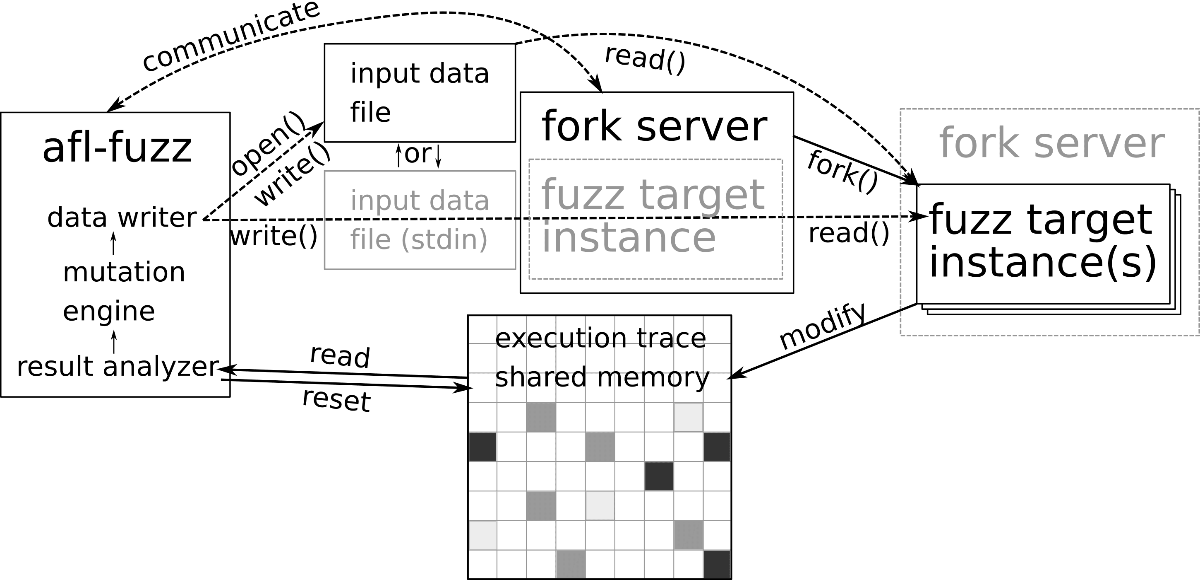 communicate
read()
input data
file
open()
write()
or
input data
file (stdin)
write()
afl-fuzz
data writer
mutation
engine
result analyzer
fork server
fuzz target
instance
fork()
read()
fork server
fuzz target
instance(s)
modify
read
reset
execution trace
shared memory